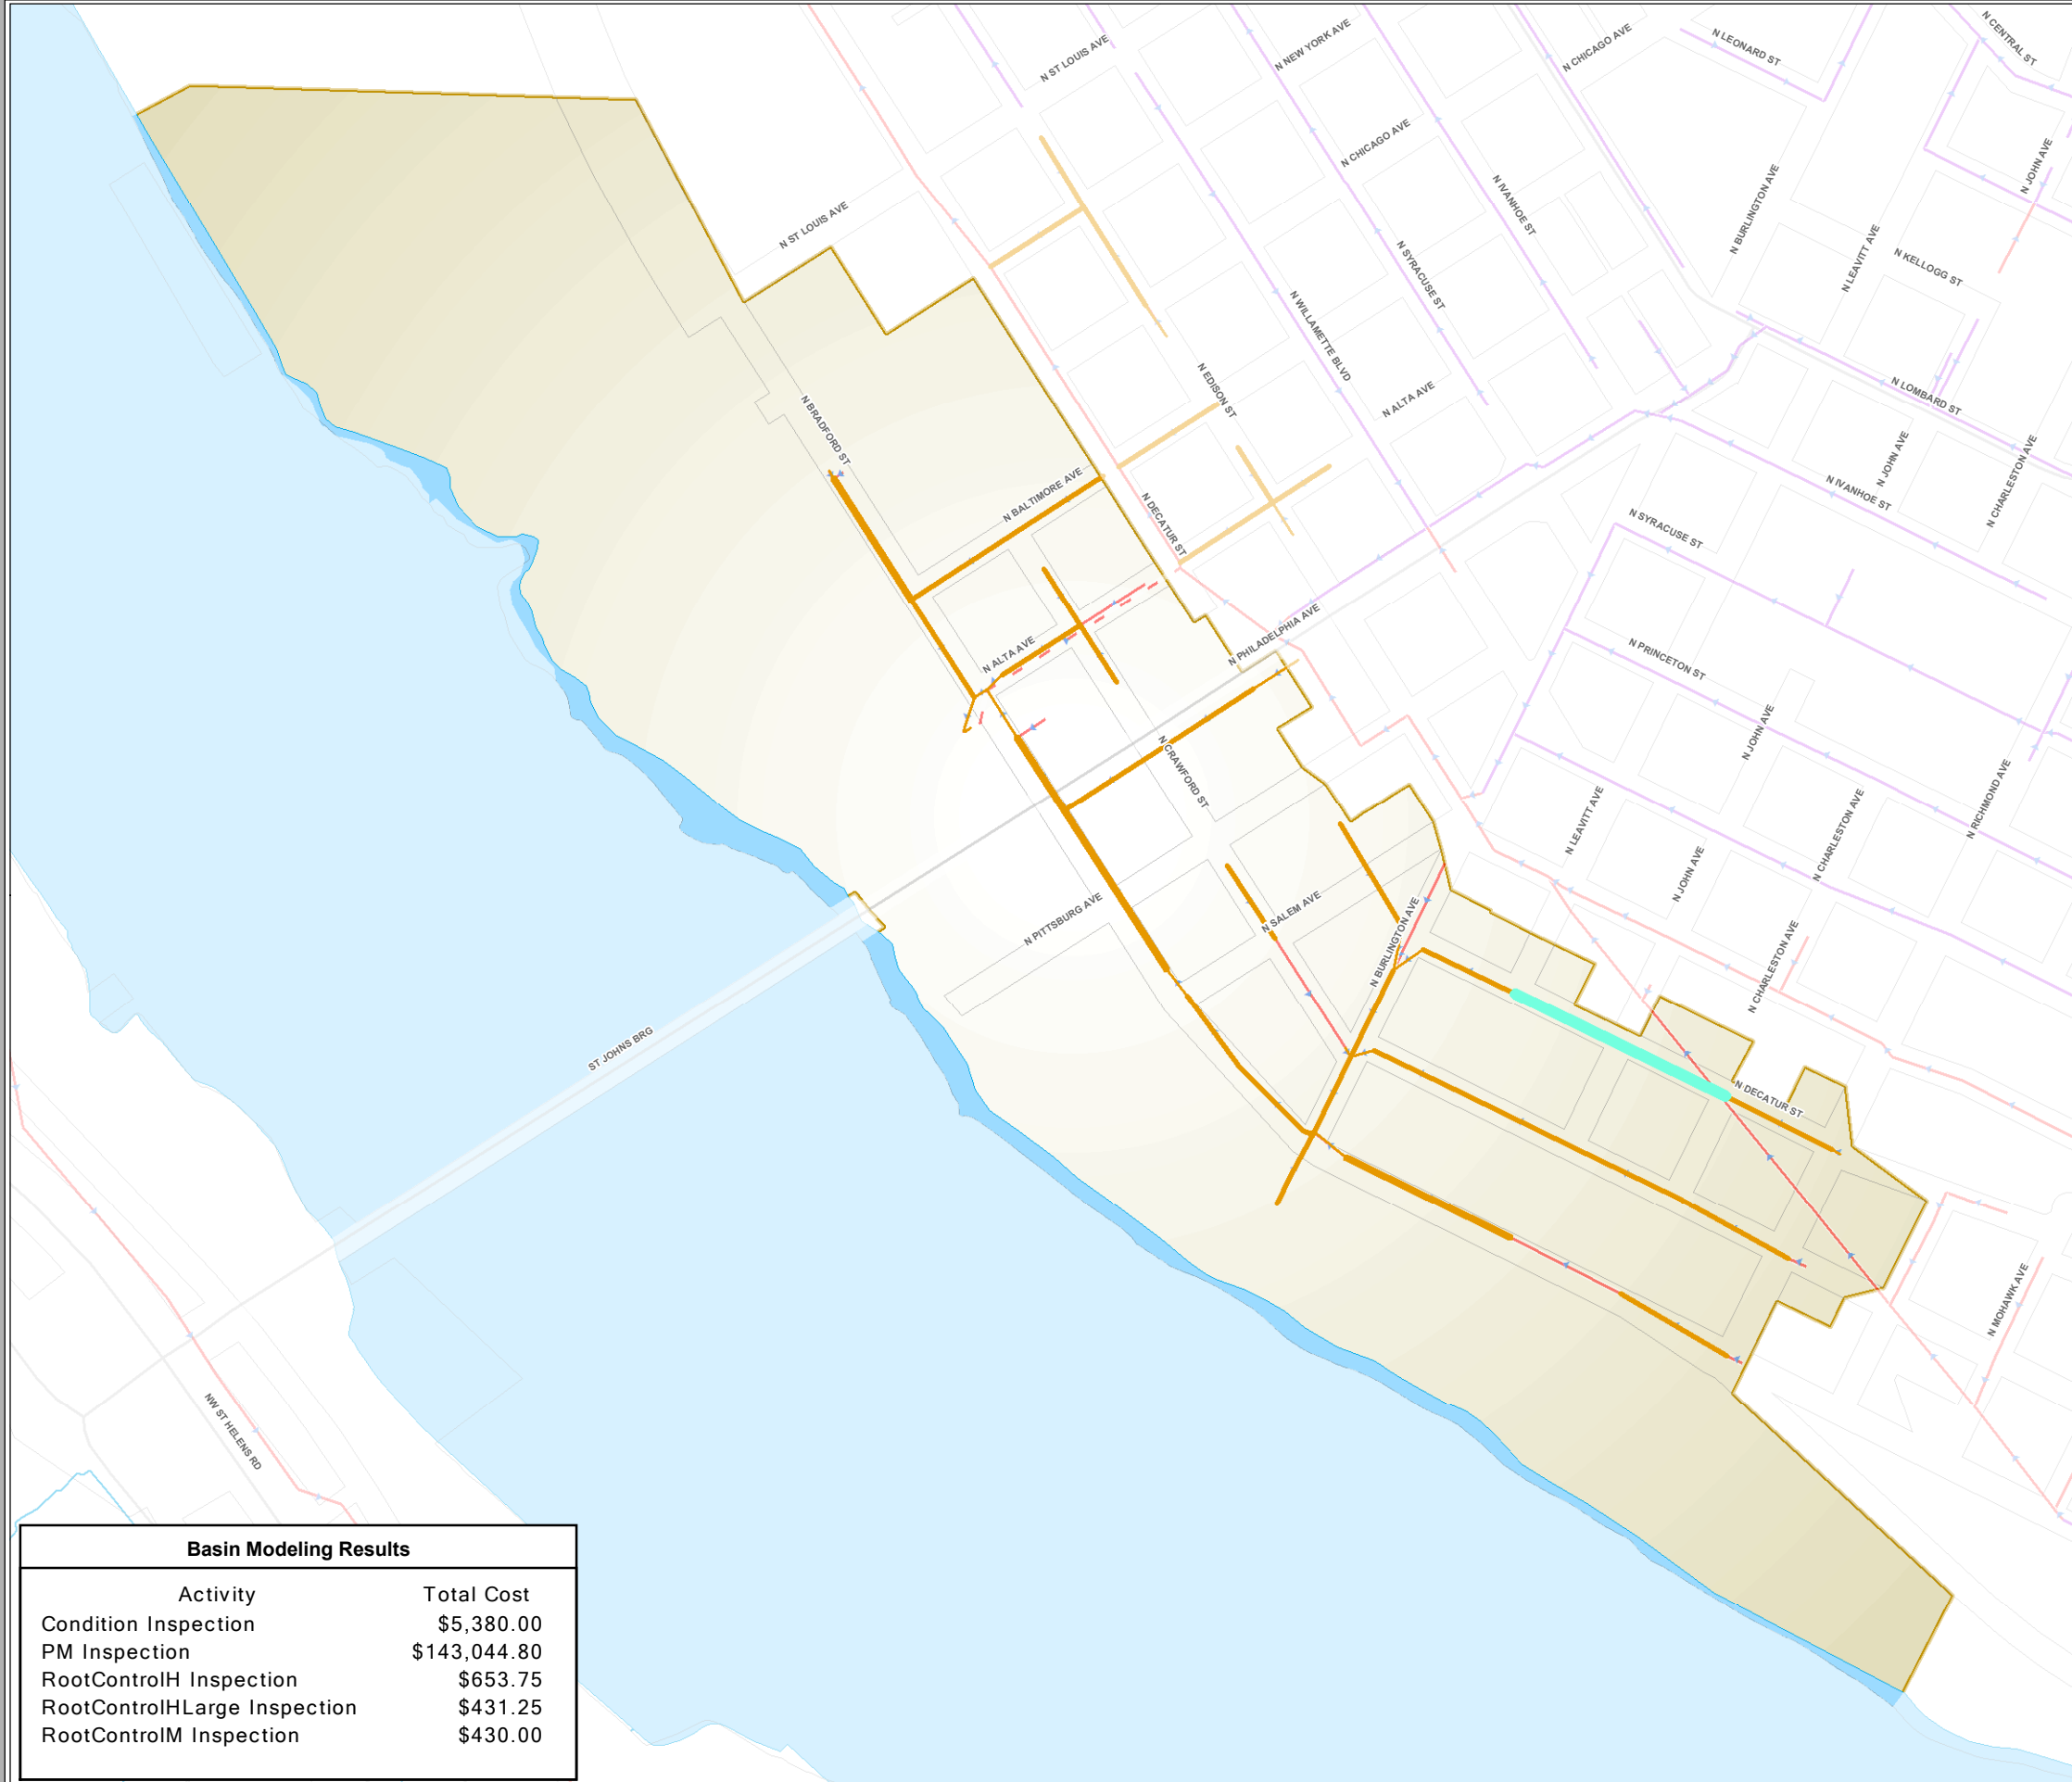 N CENTRAL ST
N ST LOUIS AVE
N NEW YORK AVE
N CHICAGO AVE
N LEONARD ST
N CHICAGO AVE
N JOHN AVE
N IVANHOE ST
N BURLINGTON AVE
N ST LOUIS AVE
N LEAVITT AVE
N KELLOGG ST
N SYRACUSE ST
N WILLAMETTE BLVD
N EDISON ST
N ALTA AVE
N LOMBARD ST
N BRADFORD ST
N JOHN AVE
N CHARLESTON AVE
N IVANHOE ST
N BALTIMORE AVE
N DECATUR ST
N SYRACUSE ST
N PHILADELPHIA AVE
N ALTA AVE
N PRINCETON ST
N JOHN AVE
N CRAWFORD ST
N RICHMOND AVE
N LEAVITT AVE
N CHARLESTON AVE
N JOHN AVE
N SALEM AVE
N PITTSBURG AVE
N BURLINGTON AVE
N CHARLESTON AVE
ST JOHNS BRG
N DECATUR ST
N MOHAWK AVE
NW ST HELENS RD
Basin Modeling Results
Activity Total Cost
Condition Inspection $5,380.00
PM Inspection $143,044.80
RootControlH Inspection $653.75
RootControlHLarge Inspection $431.25
RootControlM Inspection $430.00